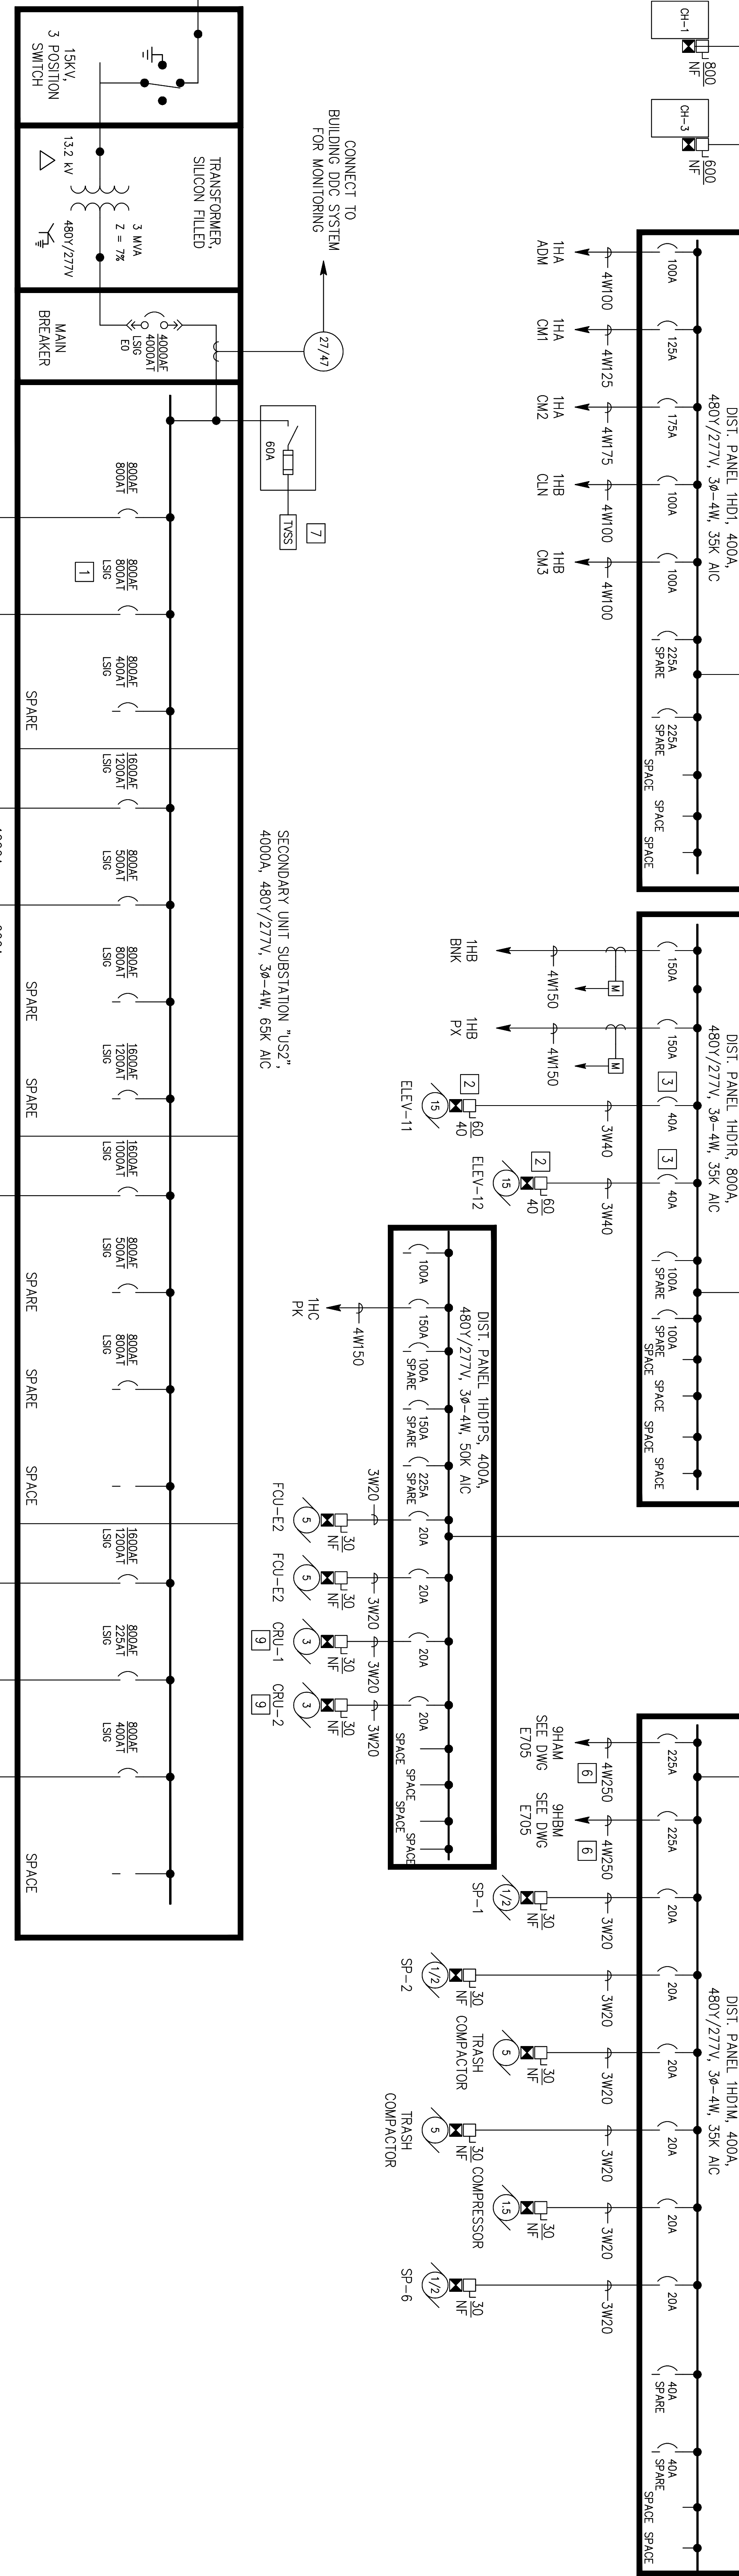 CH-1
800
NF
CH-3
600
NF
DIST. PANEL 1HD1, 400A,
480Y/277V, 3Ø-4W, 35K AIC
100A
125A
175A
100A
100A
225A
SPARE
225A
SPARE
SPACE
SPACE
SPACE
4W100
4W125
4W175
4W100
4W100
1HA
ADM
1HA
CM1
1HA
CM2
1HB
CLN
1HB
CM3
DIST. PANEL 1HD1R, 800A,
480Y/277V, 3Ø-4W, 35K AIC
150A
150A
3
40A
3
40A
100A
SPARE
100A
SPARE
SPACE
SPACE
SPACE
SPACE
M
M
4W150
4W150
3W40
3W40
1HB
BNK
1HB
PX
2
60
40
15
ELEV-11
2
60
40
15
ELEV-12
DIST. PANEL 1HD1M, 400A,
480Y/277V, 3Ø-4W, 35K AIC
225A
225A
20A
20A
20A
20A
20A
20A
40A
SPARE
40A
SPARE
SPACE
SPACE
4W250
6
4W250
6
3W20
3W20
3W20
3W20
3W20
3W20
9HAM
SEE DWG
E705
9HBM
SEE DWG
E705
30
NF
1/2
SP-1
30
NF
1/2
SP-2
30
NF
5
TRASH
COMPACTOR
30
NF
5
TRASH
COMPACTOR
30
NF
1.5
COMPRESSOR
30
NF
1/2
SP-6
DIST. PANEL 1HD1PS, 400A,
480Y/277V, 3Ø-4W, 50K AIC
100A
150A
100A
SPARE
150A
SPARE
225A
SPARE
20A
20A
20A
20A
SPACE
SPACE
SPACE
SPACE
4W150
1HC
PK
3W20
3W20
3W20
3W20
30
NF
5
FCU-E2
30
NF
5
FCU-E2
30
NF
3
CRU-1
9
30
NF
3
CRU-2
9
CONNECT TO
BUILDING DDC SYSTEM
FOR MONITORING
27/47
60A
TVSS
7
SECONDARY UNIT SUBSTATION "US2",
4000A, 480Y/277V, 3Ø-4W, 65K AIC
15KV,
3 POSITION
SWITCH
TRANSFORMER,
SILICON FILLED
3 MVA
Z = 7%
13.2 kV
480Y/277V
4000AF
4000AT
LSIG
EO
MAIN
BREAKER
800AF
800AT
800AF
800AT
LSIG
1
800AF
400AT
LSIG
SPARE
1600AF
1200AT
LSIG
800AF
500AT
LSIG
800AF
800AT
LSIG
SPARE
1600AF
1200AT
LSIG
SPARE
1600AF
1000AT
LSIG
800AF
500AT
LSIG
SPARE
800AF
800AT
LSIG
SPARE
SPACE
1600AF
1200AT
LSIG
800AF
225AT
LSIG
800AF
400AT
LSIG
SPACE